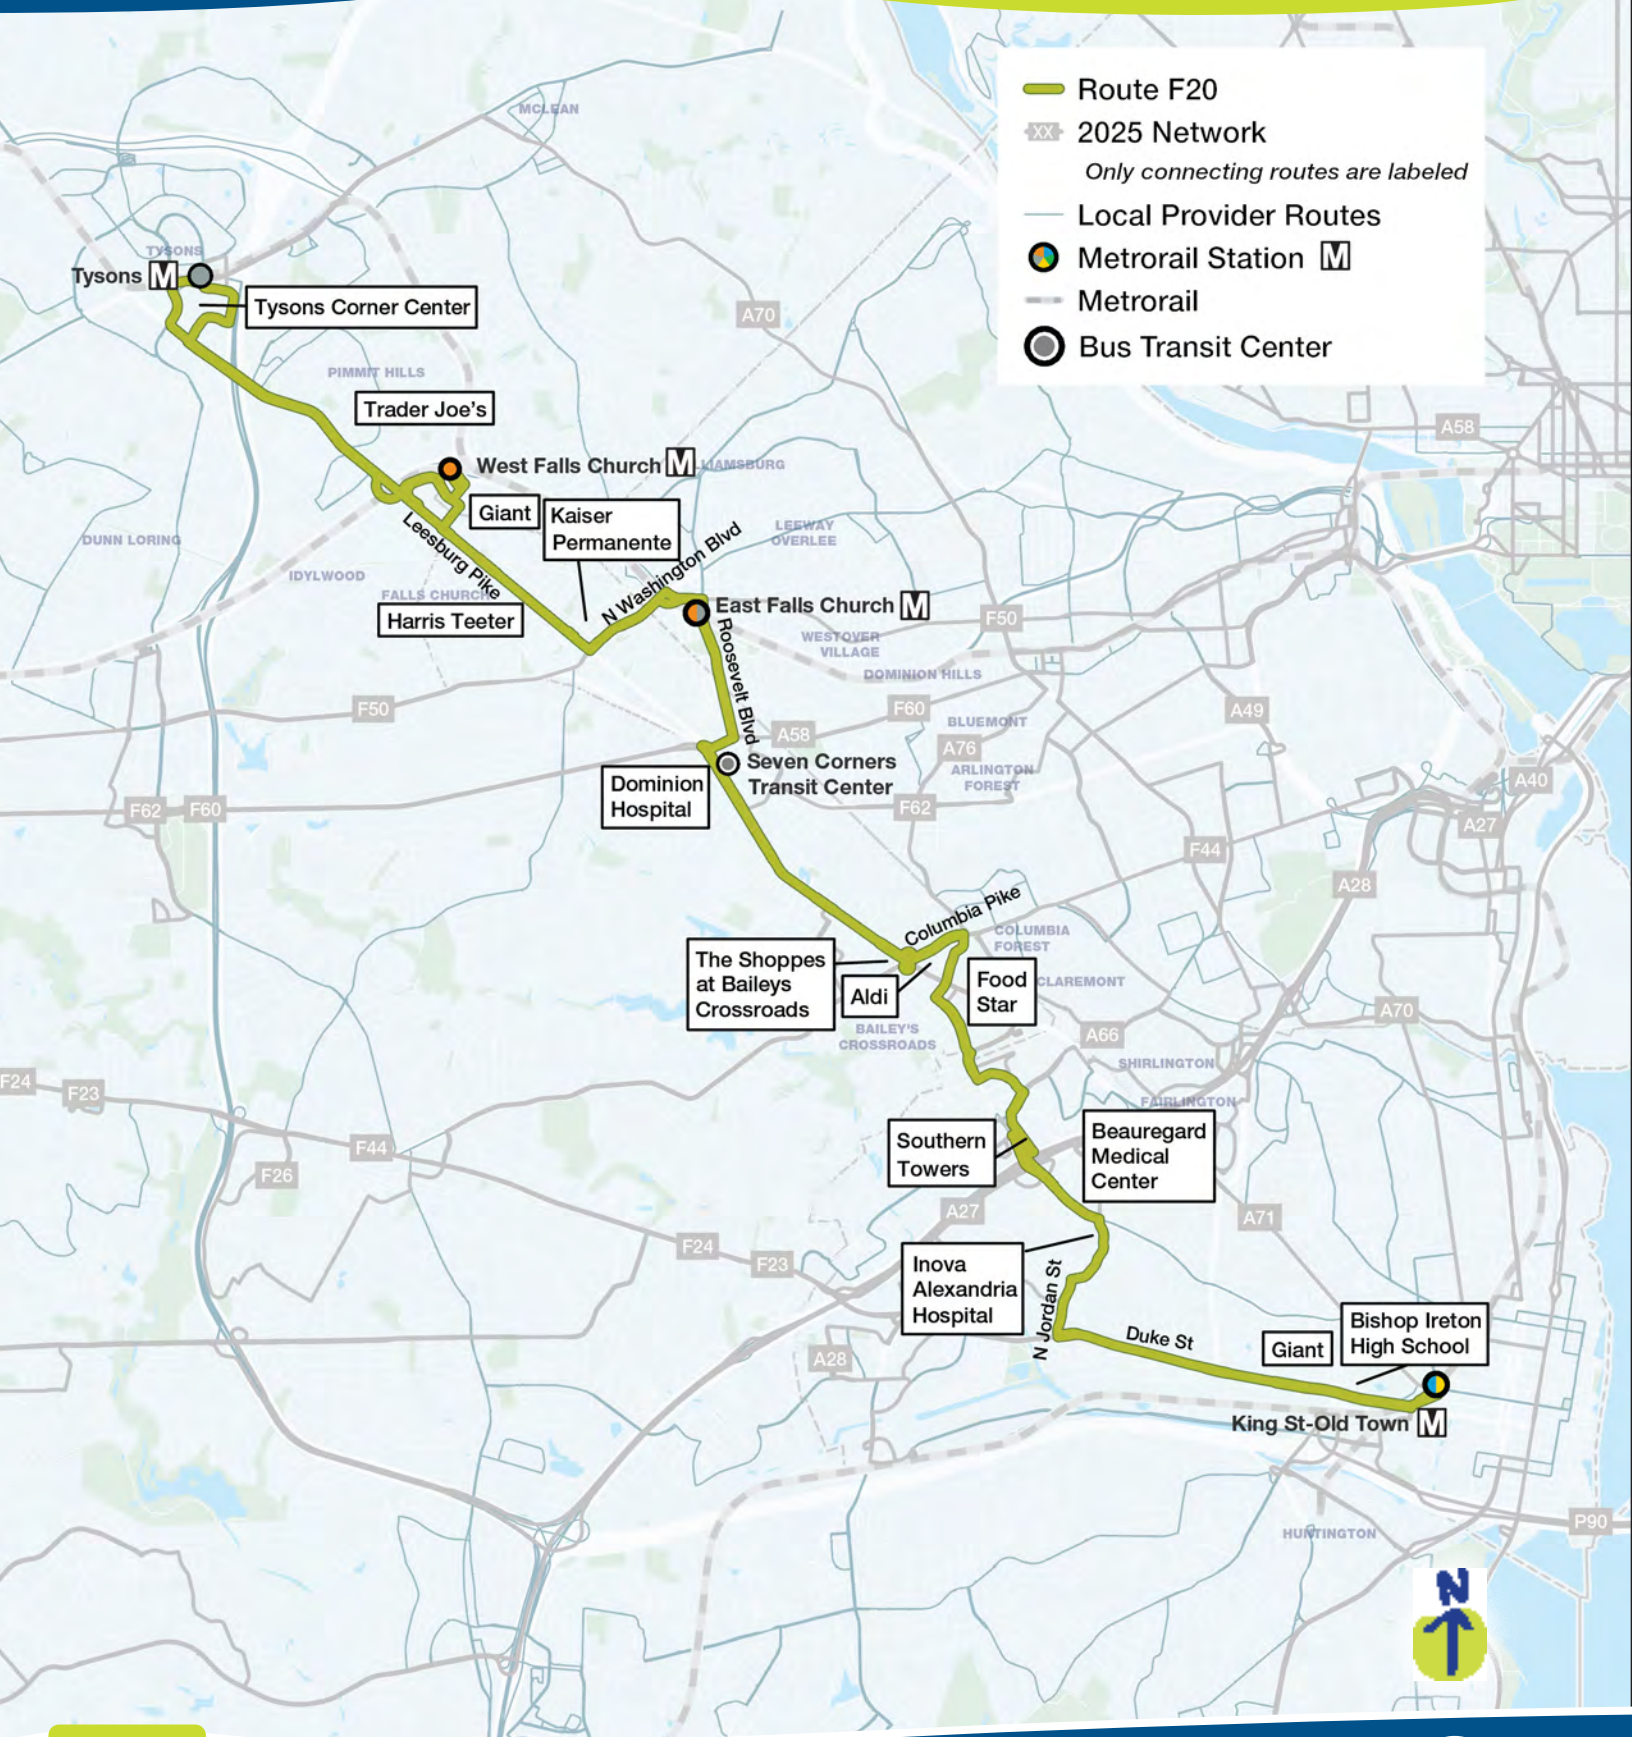 Route F20
XX 2025 Network
Only connecting routes are labeled
Local Provider Routes
Metrorail Station M
Metrorail
Bus Transit Center
MCLEAN
TYSONS
Tysons M
Tysons Corner Center
A70
PIMMIT HILLS
Trader Joe's
A58
West Falls Church M
LIAMSBURG
Giant
Kaiser
Permanente
Leesburg Pike
N Washington Blvd
LEEWAY
OVERLEE
DUNN LORING
IDYLWOOD
FALLS CHURCH
Harris Teeter
East Falls Church M
F50
WESTOVER
VILLAGE
DOMINION HILLS
Roosevelt Blvd
F50
A58
F60
BLUEMONT
A49
A76
ARLINGTON
FOREST
Seven Corners
Transit Center
A40
Dominion
Hospital
F62
F60
F62
A27
F44
A28
Columbia Pike
COLUMBIA
FOREST
The Shoppes
at Baileys
Crossroads
Aldi
Food
Star
CLAREMONT
A70
BAILEY'S
CROSSROADS
A66
SHIRLINGTON
FAIRLINGTON
F24
F23
F44
F26
Southern
Towers
Beauregard
Medical
Center
A27
A71
F24
F23
Inova
Alexandria
Hospital
N Jordan St
Duke St
Giant
Bishop Ireton
High School
A28
King St-Old Town M
HUNTINGTON
P90
N